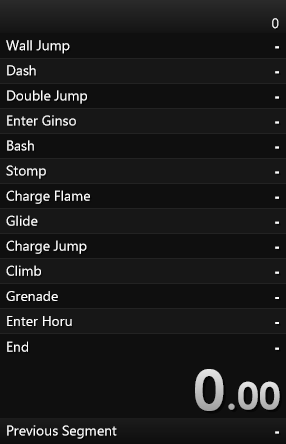 0
Wall Jump -
Dash -
Double Jump -
Enter Ginso -
Bash -
Stomp -
Charge Flame -
Glide -
Charge Jump -
Climb -
Grenade -
Enter Horu -
End -
0.00
Previous Segment -